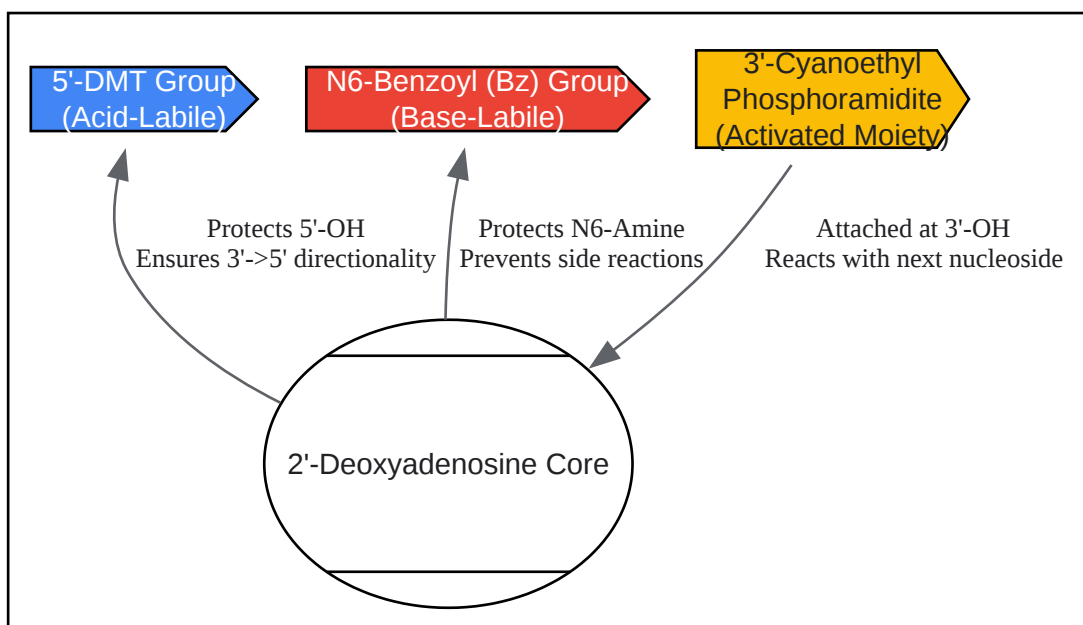 5'-DMT Group
(Acid-Labile)
N6-Benzoyl (Bz) Group
(Base-Labile)
3'-Cyanoethyl
Phosphoramidite
(Activated Moiety)
Protects 5'-OH
Ensures 3'->5' directionality
Protects N6-Amine
Prevents side reactions
Attached at 3'-OH
Reacts with next nucleoside
2'-Deoxyadenosine Core